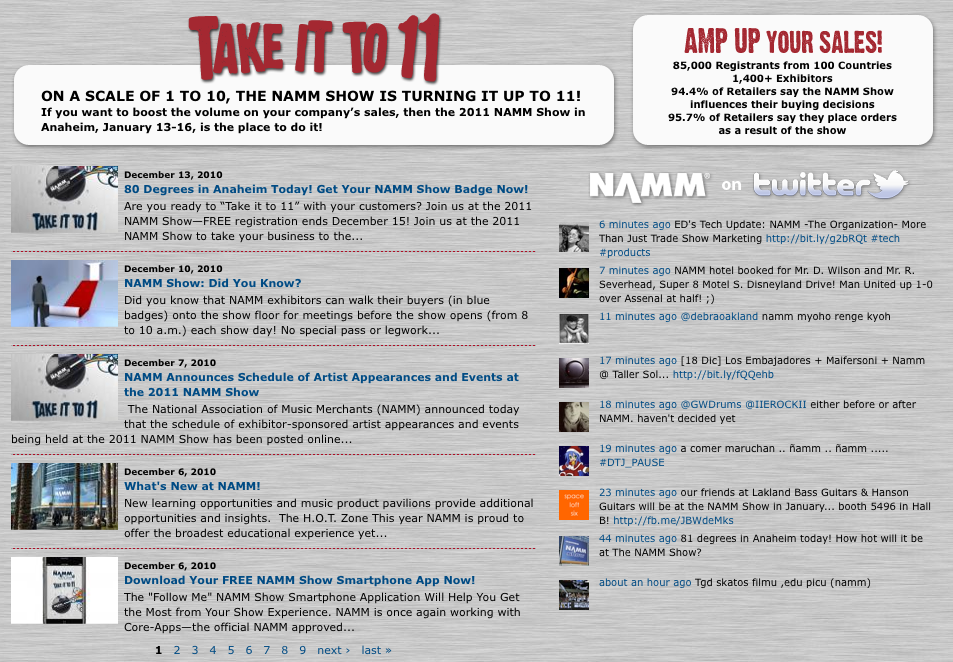 TAKE IT TO 11
ON A SCALE OF 1 TO 10, THE NAMM SHOW IS TURNING IT UP TO 11!
If you want to boost the volume on your company's sales, then the 2011 NAMM Show in
Anaheim, January 13-16, is the place to do it!
AMP UP YOUR SALES!
85,000 Registrants from 100 Countries
1,400+ Exhibitors
94.4% of Retailers say the NAMM Show
influences their buying decisions
95.7% of Retailers say they place orders
as a result of the show
TAKE IT TO 11
December 13, 2010
80 Degrees in Anaheim Today! Get Your NAMM Show Badge Now!
Are you ready to “Take it to 11” with your customers? Join us at the 2011
NAMM Show—FREE registration ends December 15! Join us at the 2011
NAMM Show to take your business to the...
December 10, 2010
NAMM Show: Did You Know?
Did you know that NAMM exhibitors can walk their buyers (in blue
badges) onto the show floor for meetings before the show opens (from 8
to 10 a.m.) each show day! No special pass or legwork...
TAKE IT TO 11
December 7, 2010
NAMM Announces Schedule of Artist Appearances and Events at
the 2011 NAMM Show
The National Association of Music Merchants (NAMM) announced today
that the schedule of exhibitor-sponsored artist appearances and events
being held at the 2011 NAMM Show has been posted online...
December 6, 2010
What's New at NAMM!
New learning opportunities and music product pavilions provide additional
opportunities and insights.  The H.O.T. Zone This year NAMM is proud to
offer the broadest educational experience yet...
NAMM
TAKE IT TO 11
December 6, 2010
Download Your FREE NAMM Show Smartphone App Now!
The "Follow Me" NAMM Show Smartphone Application Will Help You Get
the Most from Your Show Experience. NAMM is once again working with
Core-Apps—the official NAMM approved...
1 2 3 4 5 6 7 8 9 next › last »
NAMM® on twitter
6 minutes ago ED's Tech Update: NAMM -The Organization- More
Than Just Trade Show Marketing http://bit.ly/g2bRQt #tech
#products
7 minutes ago NAMM hotel booked for Mr. D. Wilson and Mr. R.
Severhead, Super 8 Motel S. Disneyland Drive! Man United up 1-0
over Assenal at half! ;)
11 minutes ago @debraoakland namm myoho renge kyoh
17 minutes ago [18 Dic] Los Embajadores + Maifersoni + Namm
@ Taller Sol... http://bit.ly/fQQehb
18 minutes ago @GWDrums @IIEROCKII either before or after
NAMM. haven't decided yet
19 minutes ago a comer maruchan .. ñamm .. ñamm .....
#DTJ_PAUSE
space
loft
six
23 minutes ago our friends at Lakland Bass Guitars & Hanson
Guitars will be at the NAMM Show in January... booth 5496 in Hall
B! http://fb.me/JBWdeMks
44 minutes ago 81 degrees in Anaheim today! How hot will it be
at The NAMM Show?
about an hour ago Tgd skatos filmu ,edu picu (namm)